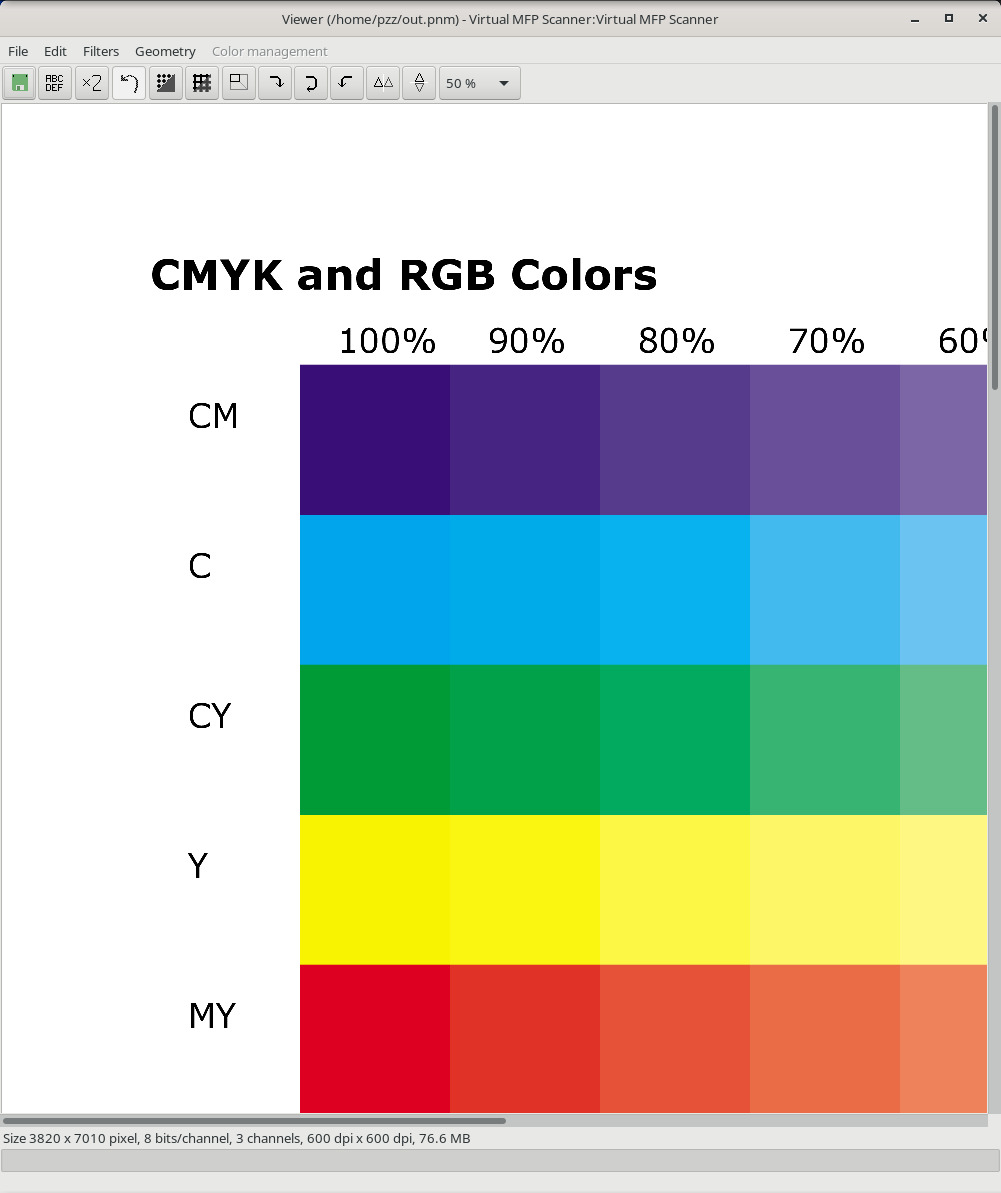 Viewer (/home/pzz/out.pnm) - Virtual MFP Scanner:Virtual MFP Scanner
File Edit Filters Geometry Color management
ABC
DEF
×2
50 %
CMYK and RGB Colors
100% 90% 80% 70% 60%
CM
C
CY
Y
MY
Size 3820 x 7010 pixel, 8 bits/channel, 3 channels, 600 dpi x 600 dpi, 76.6 MB